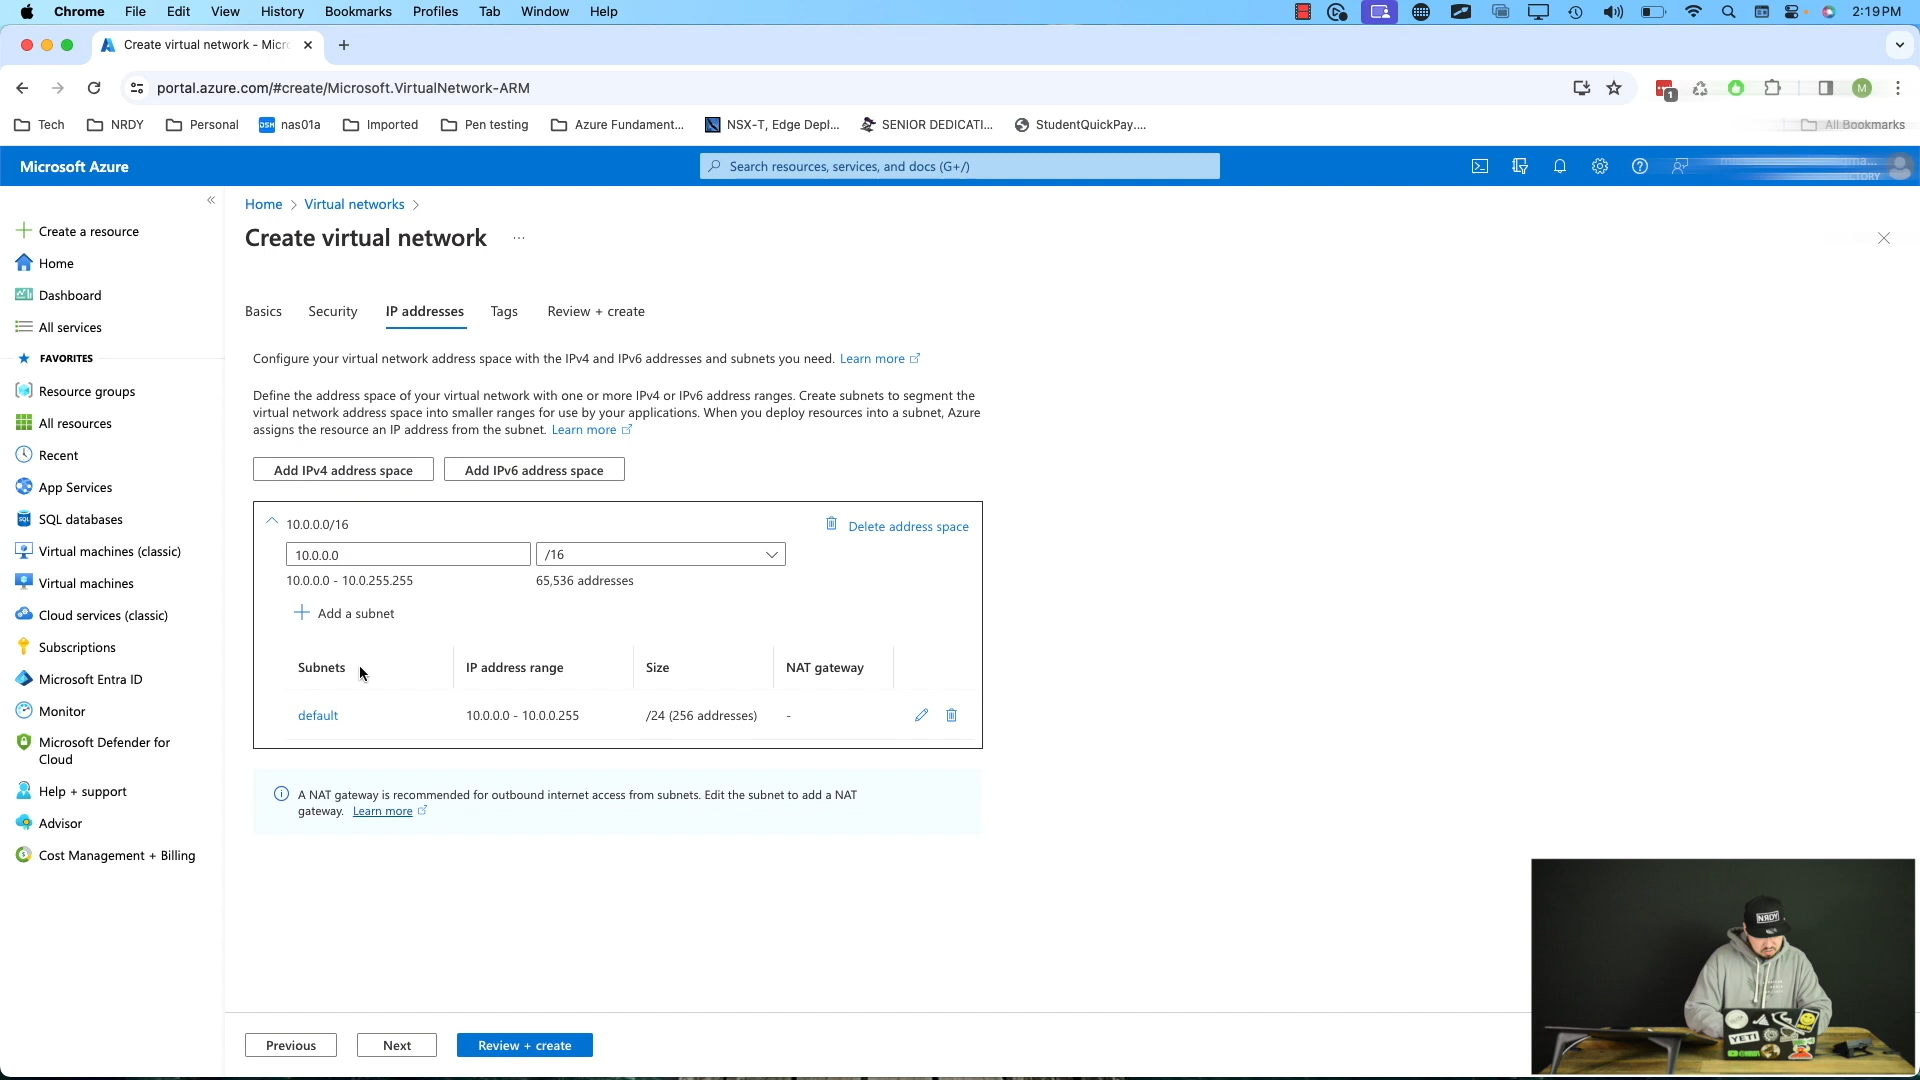 Chrome File Edit View History Bookmarks Profiles Tab Window Help 2:19 PM
Create virtual network - Micr
portal.azure.com/#create/Microsoft.VirtualNetwork-ARM
1
M
Tech NRDY Personal DSM nas01a Imported Pen testing Azure Fundament... NSX-T, Edge Depl... SENIOR DEDICATI... StudentQuickPay.... All Bookmarks
Microsoft Azure
Search resources, services, and docs (G+/)
Home > Virtual networks >
Create virtual network ...
Create a resource
Home
Dashboard
All services
FAVORITES
Resource groups
All resources
Recent
App Services
SQL databases
Virtual machines (classic)
Virtual machines
Cloud services (classic)
Subscriptions
Microsoft Entra ID
Monitor
Microsoft Defender for
Cloud
Help + support
Advisor
Cost Management + Billing
Basics Security IP addresses Tags Review + create
Configure your virtual network address space with the IPv4 and IPv6 addresses and subnets you need. Learn more
Define the address space of your virtual network with one or more IPv4 or IPv6 address ranges. Create subnets to segment the
virtual network address space into smaller ranges for use by your applications. When you deploy resources into a subnet, Azure
assigns the resource an IP address from the subnet. Learn more
Add IPv4 address space Add IPv6 address space
10.0.0.0/16 Delete address space
10.0.0.0 /16
10.0.0.0 - 10.0.255.255 65,536 addresses
+ Add a subnet
Subnets IP address range Size NAT gateway
default 10.0.0.0 - 10.0.0.255 /24 (256 addresses) -
A NAT gateway is recommended for outbound internet access from subnets. Edit the subnet to add a NAT
gateway. Learn more
Previous Next Review + create
NRDY
YETI